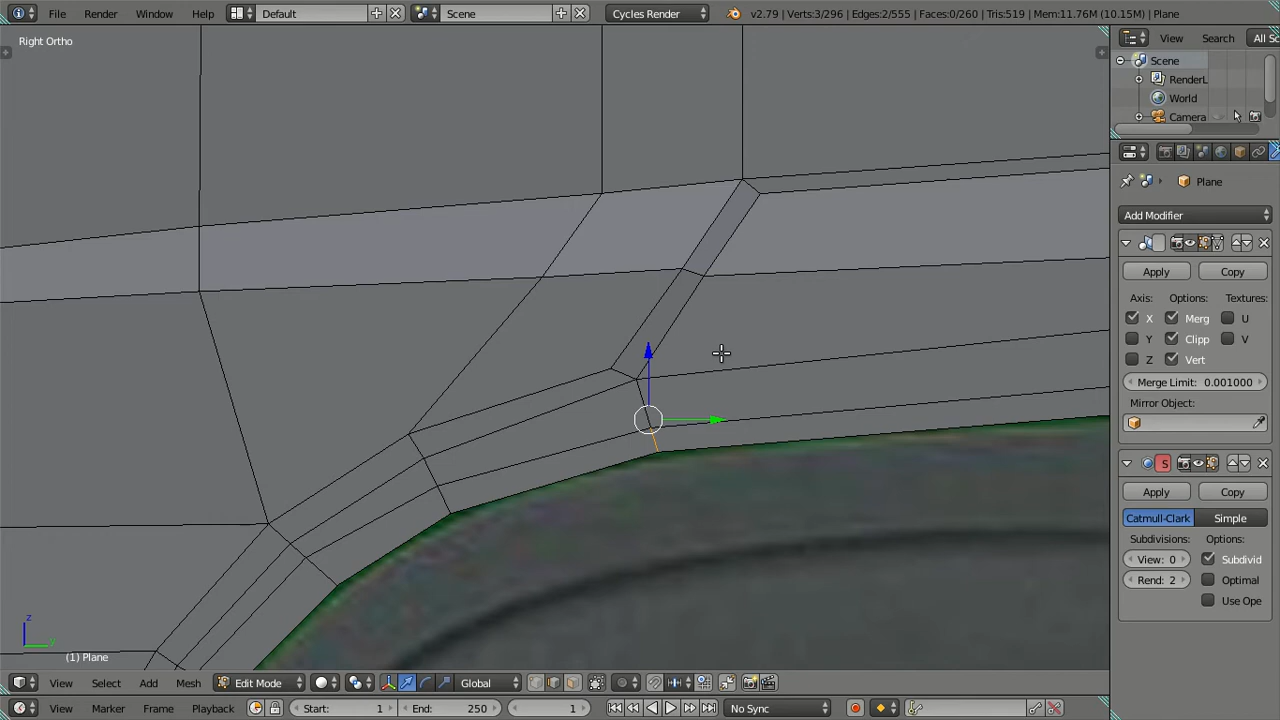 File Render Window Help Default Scene Cycles Render v2.79 | Verts:3/296 | Edges:2/555 | Faces:0/260 | Tris:519 | Mem:11.76M (10.15M) | Plane
Right Ortho
View Search All Sc
Scene
RenderL
World
Camera
Plane
Add Modifier
Apply Copy
Axis: Options: Textures:
X Merg U
Y Clipp V
Z Vert
Merge Limit: 0.001000
Mirror Object:
S
Apply Copy
Catmull-Clark Simple
Subdivisions: Options:
View: 0 Subdivid
Rend: 2 Optimal
Use Ope
z
y
(1) Plane
View Select Add Mesh Edit Mode Global
View Marker Frame Playback Start: 1 End: 250 1 No Sync